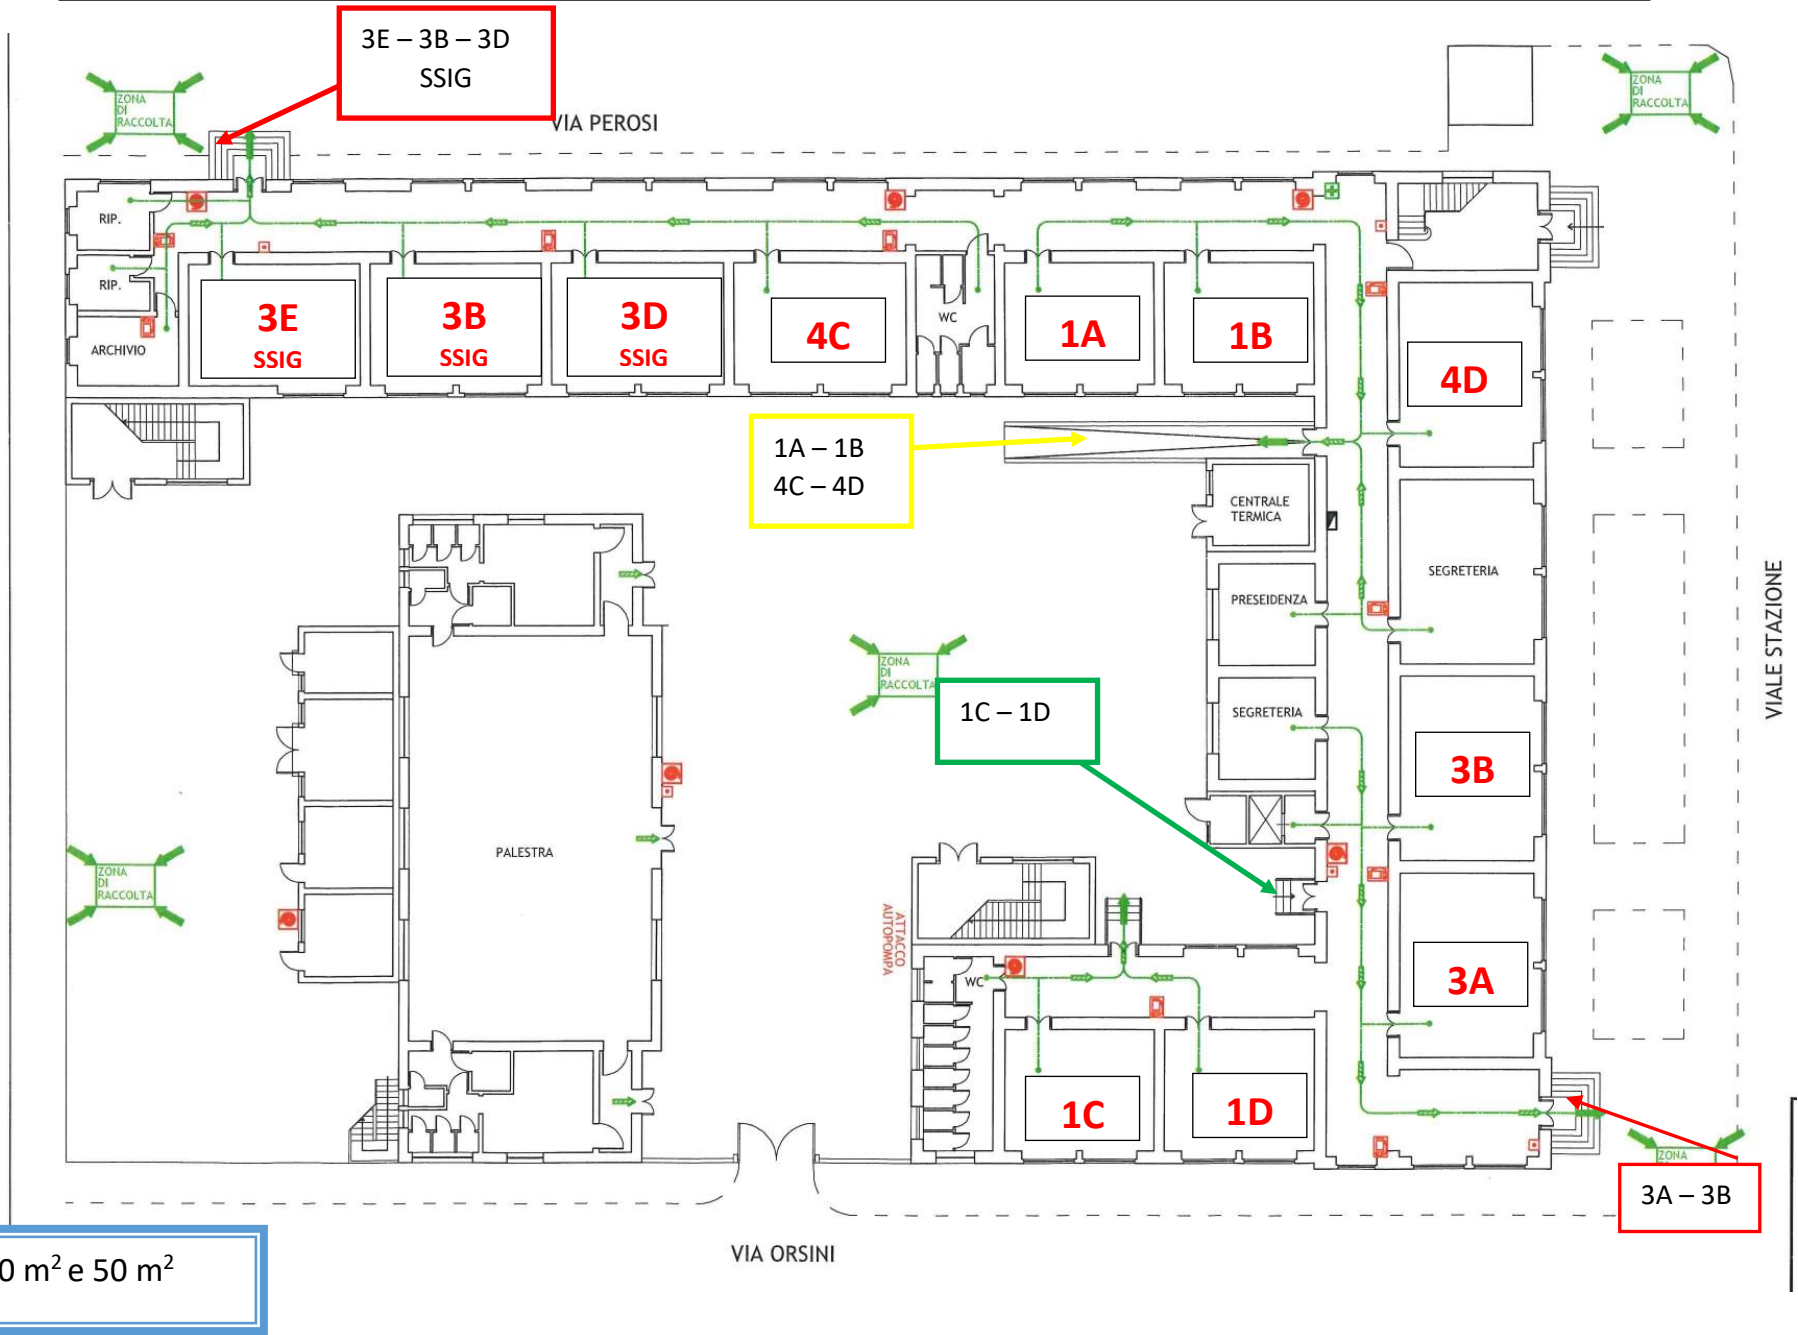 3E – 3B – 3D
SSIG
VIA PEROSI
ZONA
DI
RACCOLTA
ZONA
DI
RACCOLTA
RIP.
RIP.
ARCHIVIO
3E
SSIG
3B
SSIG
3D
SSIG
4C
WC
1A
1B
4D
1A – 1B
4C – 4D
CENTRALE
TERMICA
SEGRETERIA
PRESEIDENZA
VIALE STAZIONE
ZONA
DI
RACCOLTA
1C – 1D
SEGRETERIA
3B
PALESTRA
ZONA
DI
RACCOLTA
ATTACCO
AUTOPOMPA
WC
3A
1C
1D
ZONA
3A – 3B
VIA ORSINI
0 m² e 50 m²